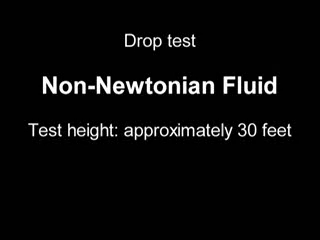 Drop test
Non-Newtonian Fluid
Test height: approximately 30 feet